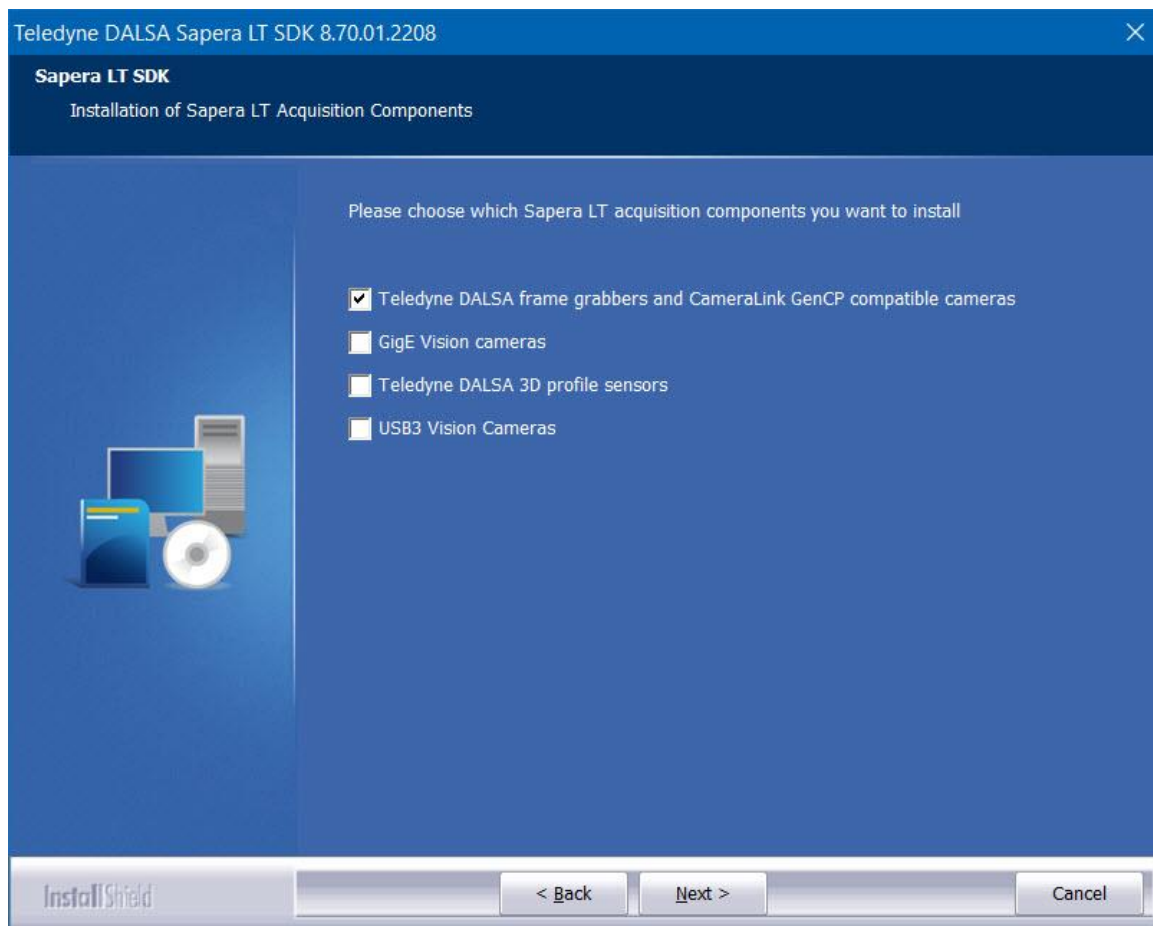 Teledyne DALSA Sapera LT SDK 8.70.01.2208
Sapera LT SDK
Installation of Sapera LT Acquisition Components
Please choose which Sapera LT acquisition components you want to install
Teledyne DALSA frame grabbers and CameraLink GenCP compatible cameras
GigE Vision cameras
Teledyne DALSA 3D profile sensors
USB3 Vision Cameras
InstallShield
< Back
Next >
Cancel